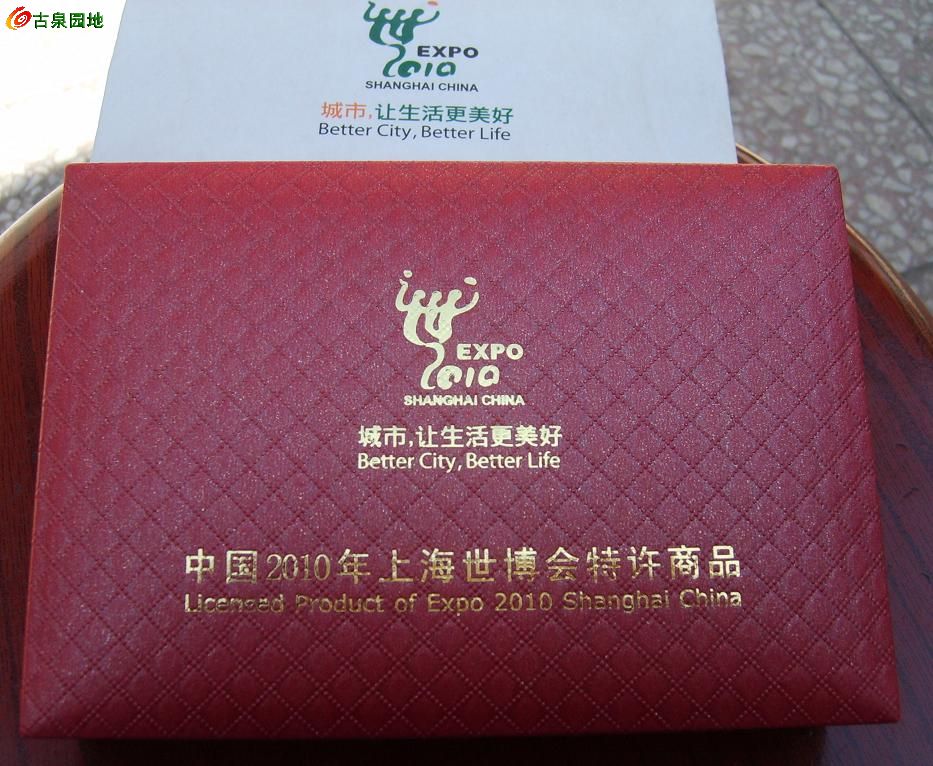 古泉园地
EXPO
2010
SHANGHAI CHINA
城市,让生活更美好
Better City, Better Life
EXPO
2010
SHANGHAI CHINA
城市,让生活更美好
Better City, Better Life
中国2010年上海世博会特许商品
Licensed Product of Expo 2010 Shanghai China